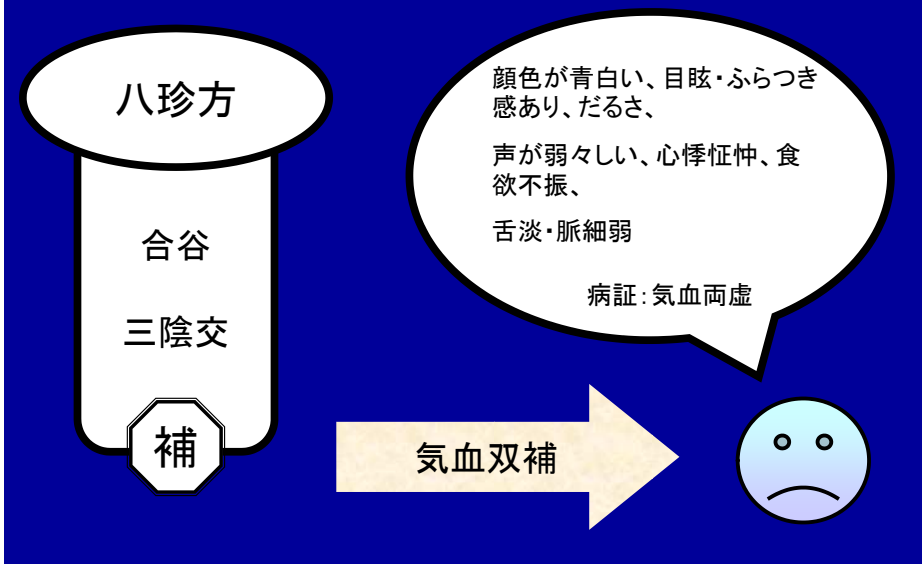 八珍方
合谷
三陰交
補
気血双補
顔色が青白い、目眩・ふらつき
感あり、だるさ、
声が弱々しい、心悸怔忡、食
欲不振、
舌淡・脈細弱
病証：気血両虚